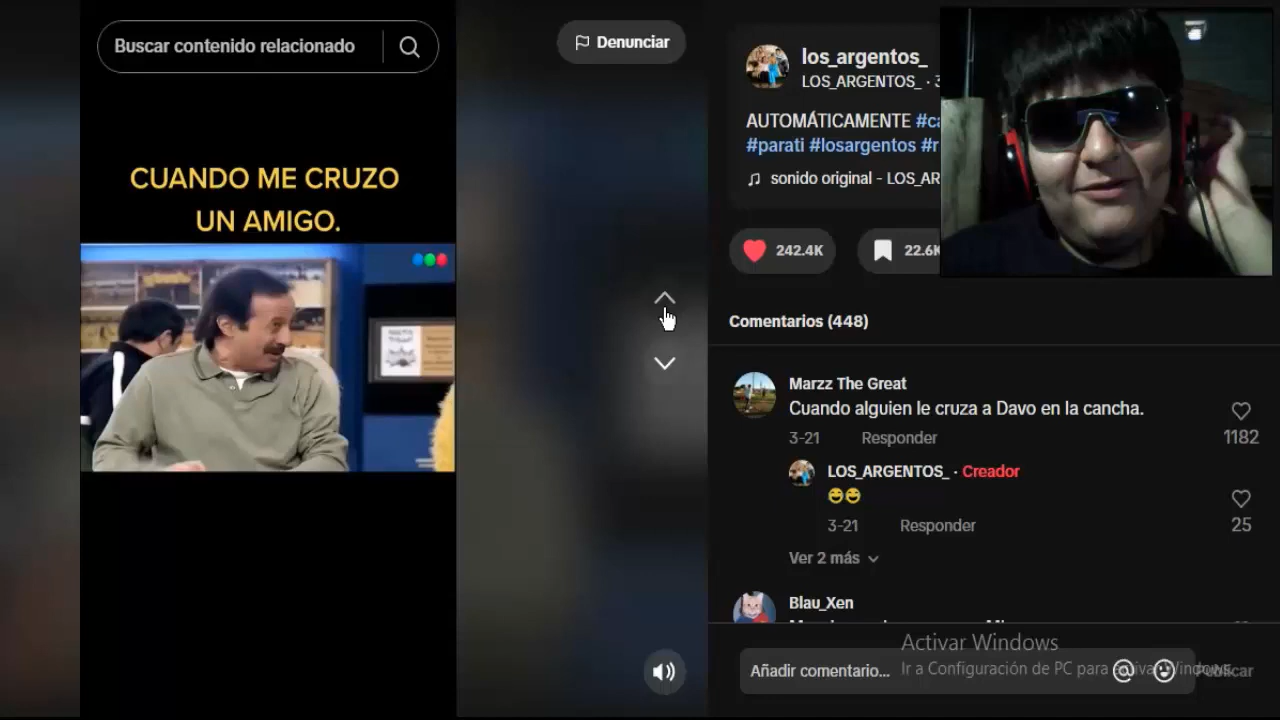 Buscar contenido relacionado
Denunciar
CUANDO ME CRUZO
UN AMIGO.
los_argentos_
LOS_ARGENTOS_ · 3
AUTOMÁTICAMENTE
#parati #losargentos
sonido original - LOS_AR
242.4K
22.6K
Comentarios (448)
Marzz The Great
Cuando alguien le cruza a Davo en la cancha.
3-21 Responder
1182
LOS_ARGENTOS_ · Creador
😂😂
3-21 Responder
25
Ver 2 más
Blau_Xen
Activar Windows
Ir a Configuración de PC para activar Windows.
Añadir comentario...
Publicar